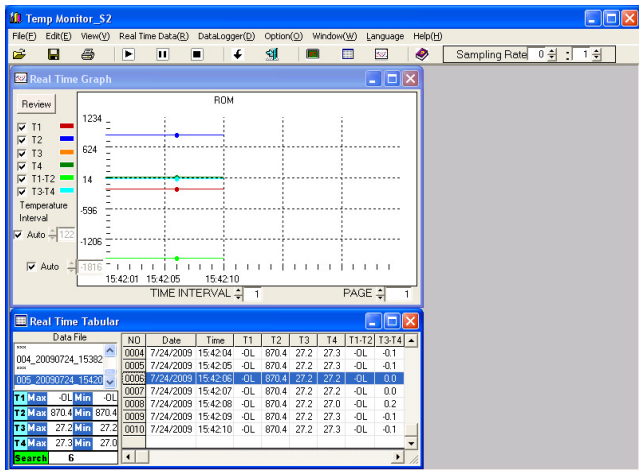 Temp Monitor_S2
File(F) Edit(E) View(V) Real Time Data(R) DataLogger(D) Option(O) Window(W) Language Help(H)
Sampling Rate 0 : 1
Real Time Graph
Review
ROM
T1
T2
T3
T4
T1-T2
T3-T4
Temperature
Interval
Auto 122
Auto -1816
1234
624
14
-596
-1206
15:42:01 15:42:05 15:42:10
TIME INTERVAL 1 PAGE 1
Real Time Tabular
Data File
***
004_20090724_15382
***
005_20090724_15420
T1 Max -OL Min -OL
T2 Max 870.4 Min 870.4
T3 Max 27.2 Min 27.2
T4 Max 27.3 Min 27.0
Search 6
NO Date Time T1 T2 T3 T4 T1-T2 T3-T4
0004 7/24/2009 15:42:04 -OL 870.4 27.2 27.3 -OL -0.1
0005 7/24/2009 15:42:05 -OL 870.4 27.2 27.3 -OL -0.1
0006 7/24/2009 15:42:06 -OL 870.4 27.2 27.2 -OL 0.0
0007 7/24/2009 15:42:07 -OL 870.4 27.2 27.2 -OL 0.0
0008 7/24/2009 15:42:08 -OL 870.4 27.2 27.0 -OL 0.2
0009 7/24/2009 15:42:09 -OL 870.4 27.2 27.3 -OL -0.1
0010 7/24/2009 15:42:10 -OL 870.4 27.2 27.3 -OL -0.1